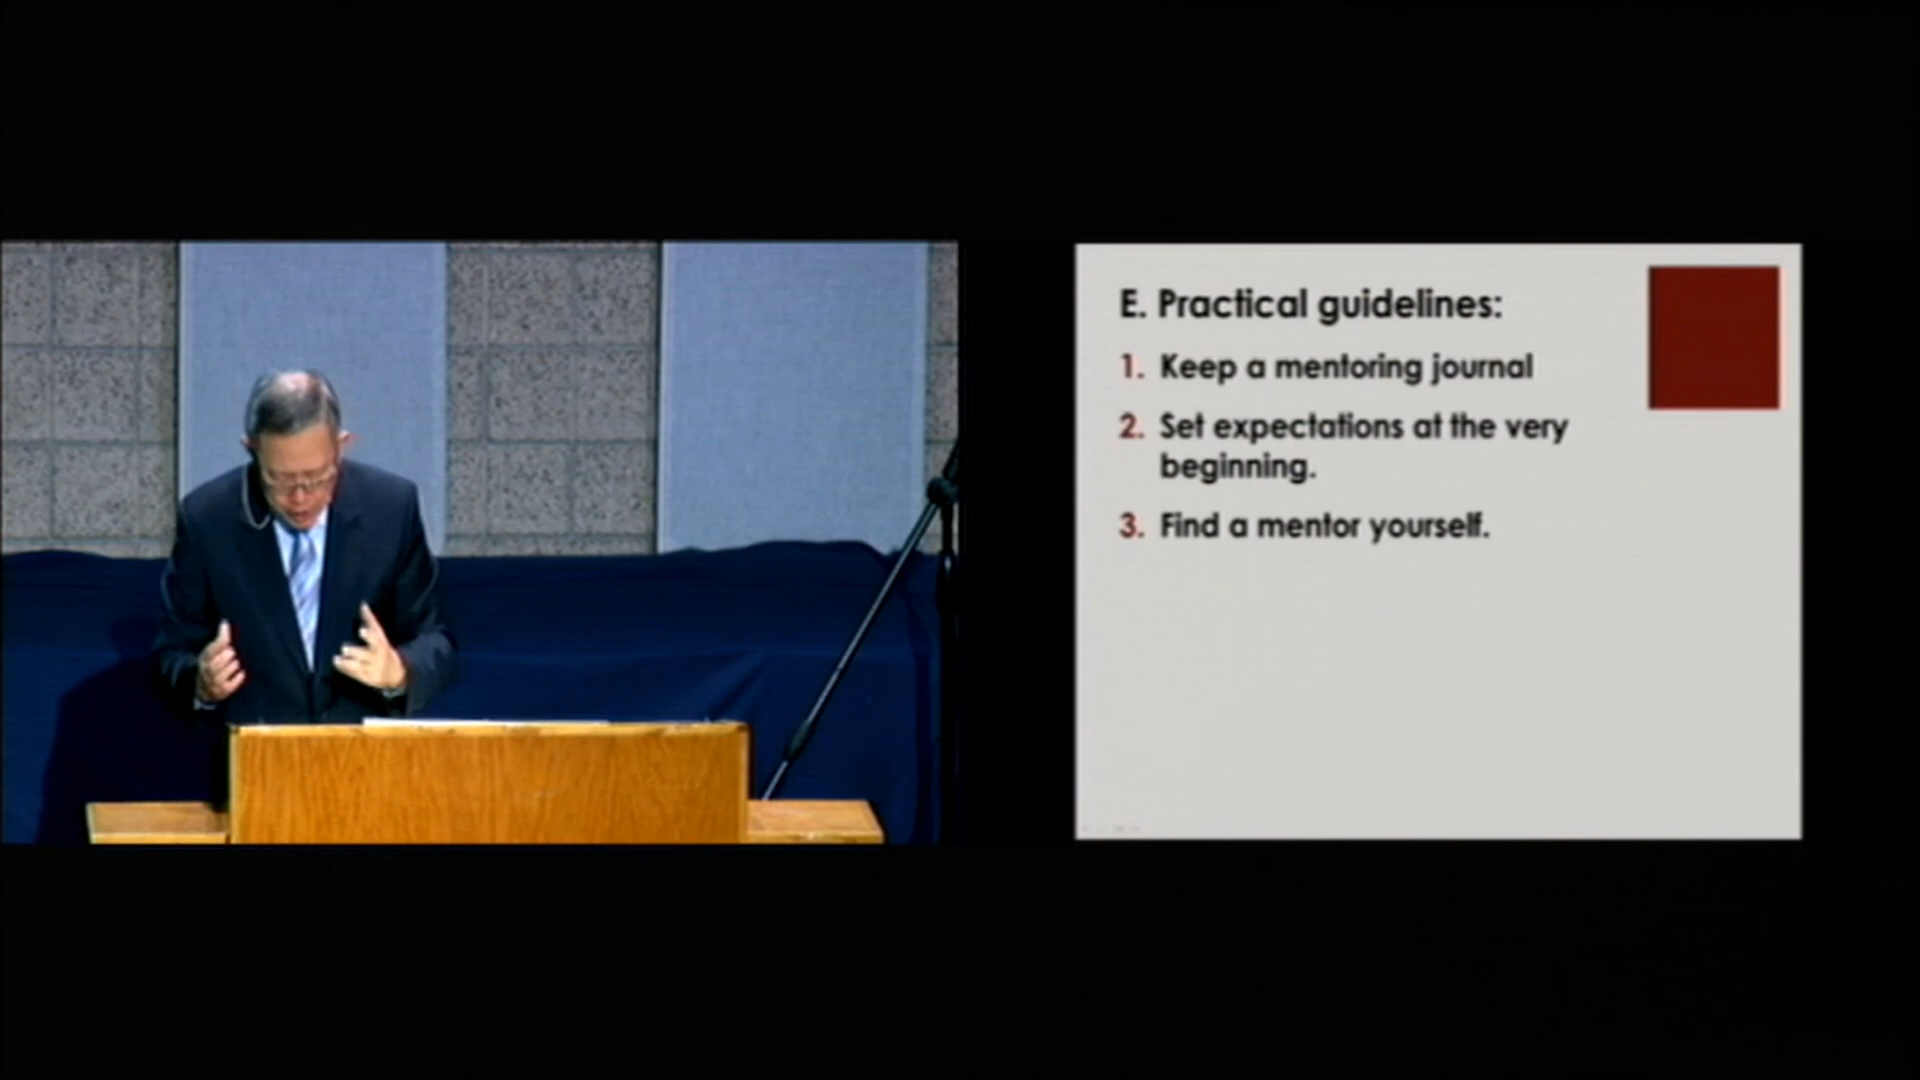 E. Practical guidelines:
1. Keep a mentoring journal
2. Set expectations at the very
beginning.
3. Find a mentor yourself.